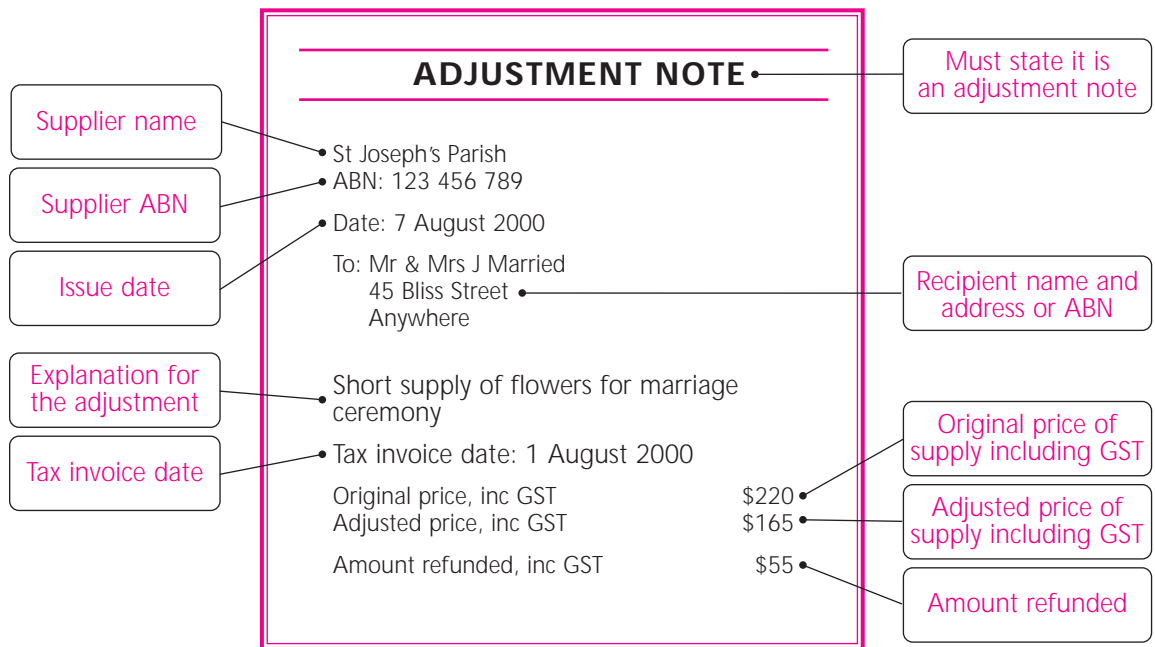 ADJUSTMENT NOTE
Must state it is
an adjustment note
Supplier name
St Joseph's Parish
Supplier ABN
ABN: 123 456 789
Issue date
Date: 7 August 2000
To: Mr & Mrs J Married
45 Bliss Street
Anywhere
Recipient name and
address or ABN
Explanation for
the adjustment
Short supply of flowers for marriage
ceremony
Tax invoice date
Tax invoice date: 1 August 2000
Original price, inc GST $220
Original price of
supply including GST
Adjusted price, inc GST $165
Adjusted price of
supply including GST
Amount refunded, inc GST $55
Amount refunded